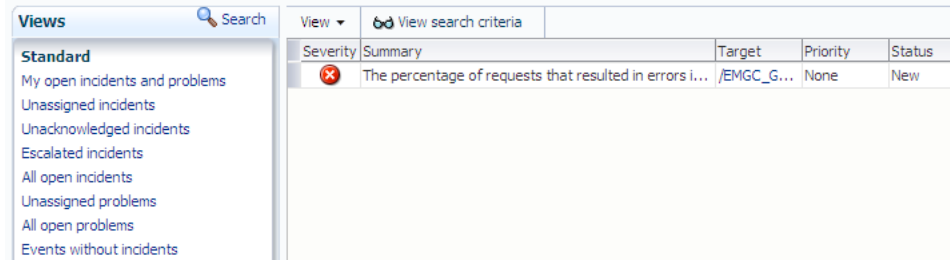 Views
Search
Standard
My open incidents and problems
Unassigned incidents
Unacknowledged incidents
Escalated incidents
All open incidents
Unassigned problems
All open problems
Events without incidents
View View search criteria
Severity Summary Target Priority Status
The percentage of requests that resulted in errors i... /EMGC_G... None New